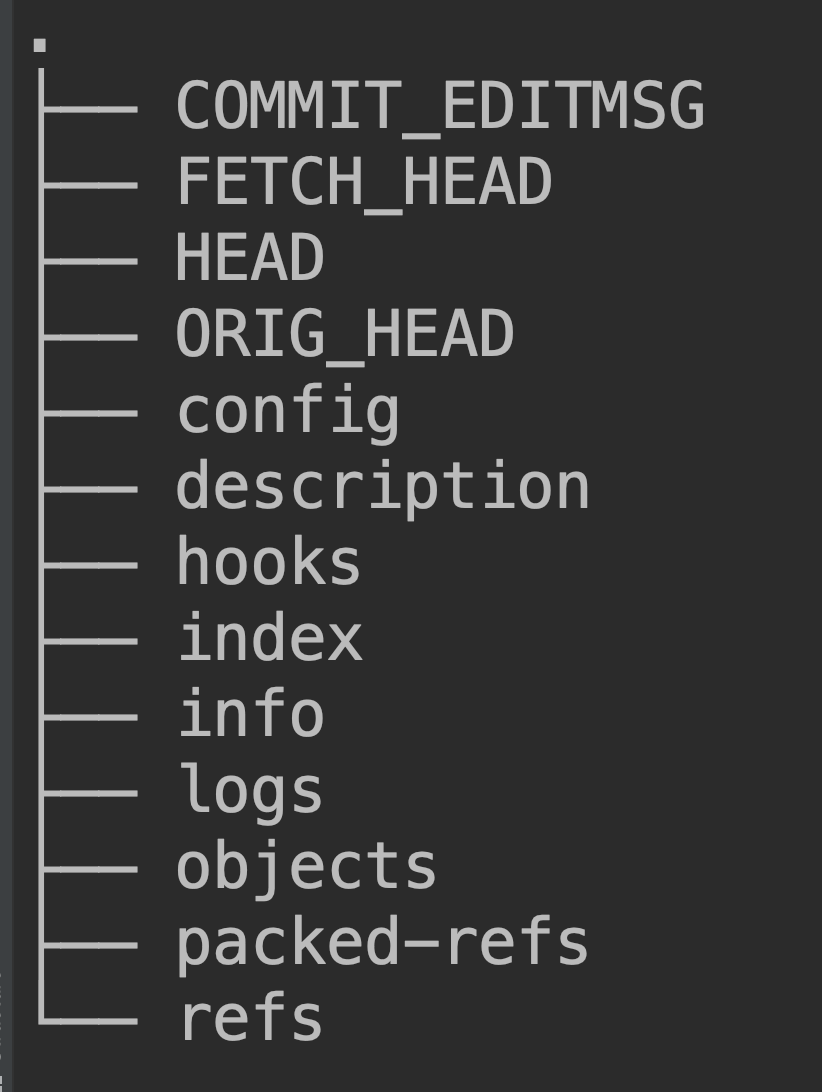 .
├── COMMIT_EDITMSG
├── FETCH_HEAD
├── HEAD
├── ORIG_HEAD
├── config
├── description
├── hooks
├── index
├── info
├── logs
├── objects
├── packed-refs
└── refs